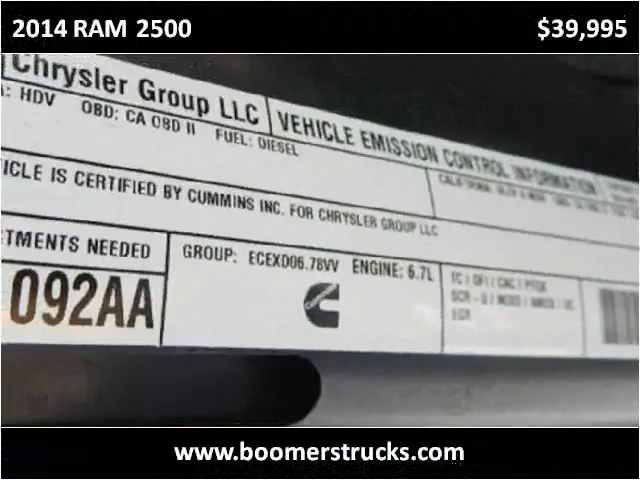 2014 RAM 2500 $39,995
Chrysler Group LLC VEHICLE EMISSION CONTROL INFORMATION
: HDV OBD: CA OBD II FUEL: DIESEL
ICLE IS CERTIFIED BY CUMMINS INC. FOR CHRYSLER GROUP LLC
TMENTS NEEDED GROUP: ECEXD06.78VV ENGINE: 6.7L
092AA
EGR
www.boomerstrucks.com